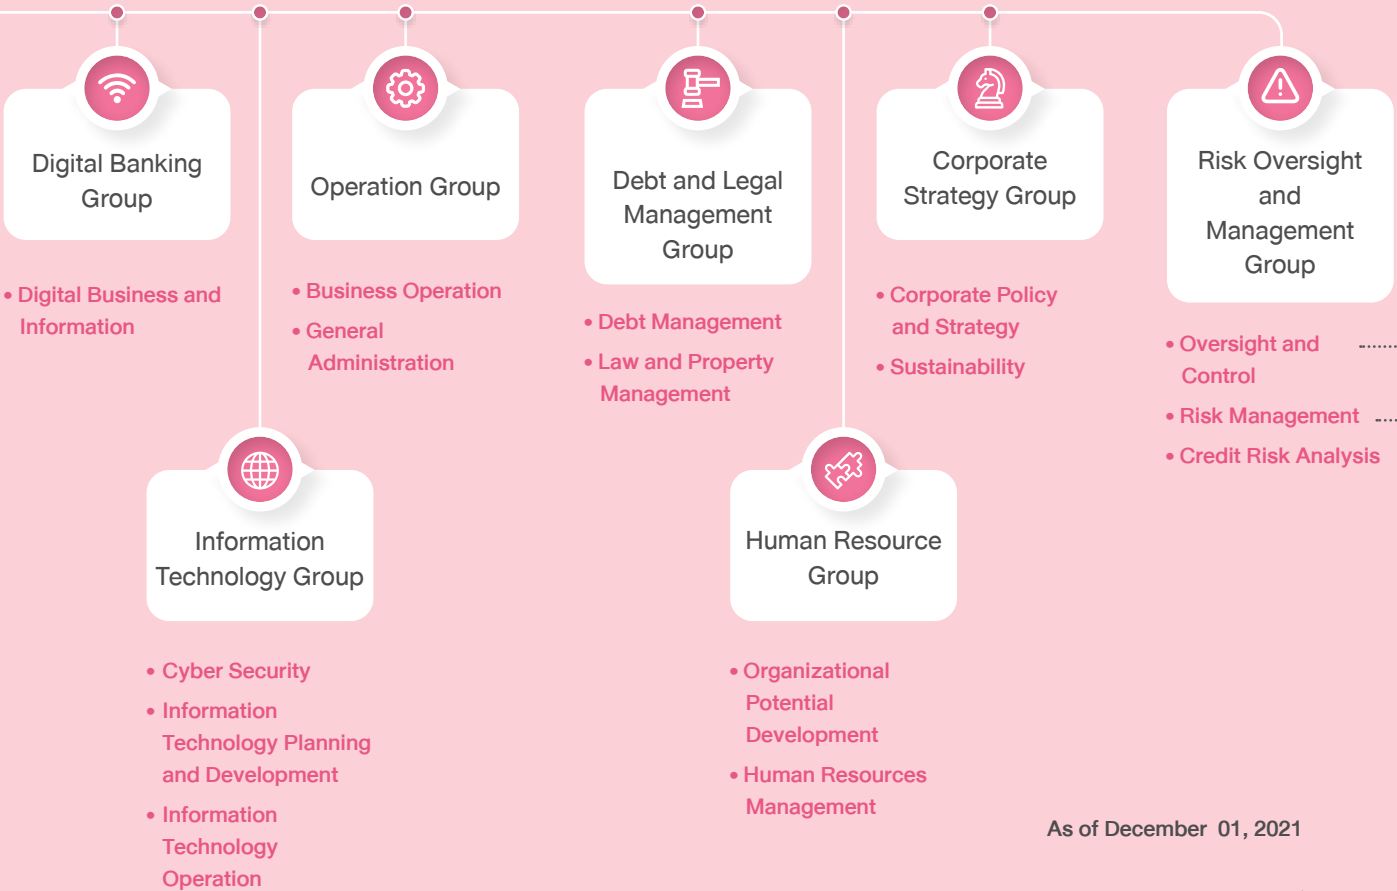 Digital Banking
Group
• Digital Business and
Information
Operation Group
• Business Operation
• General
Administration
Debt and Legal
Management
Group
• Debt Management
• Law and Property
Management
Corporate
Strategy Group
• Corporate Policy
and Strategy
• Sustainability
Risk Oversight
and
Management
Group
• Oversight and
Control
• Risk Management
• Credit Risk Analysis
Information
Technology Group
• Cyber Security
• Information
Technology Planning
and Development
• Information
Technology
Operation
Human Resource
Group
• Organizational
Potential
Development
• Human Resources
Management
As of December 01, 2021